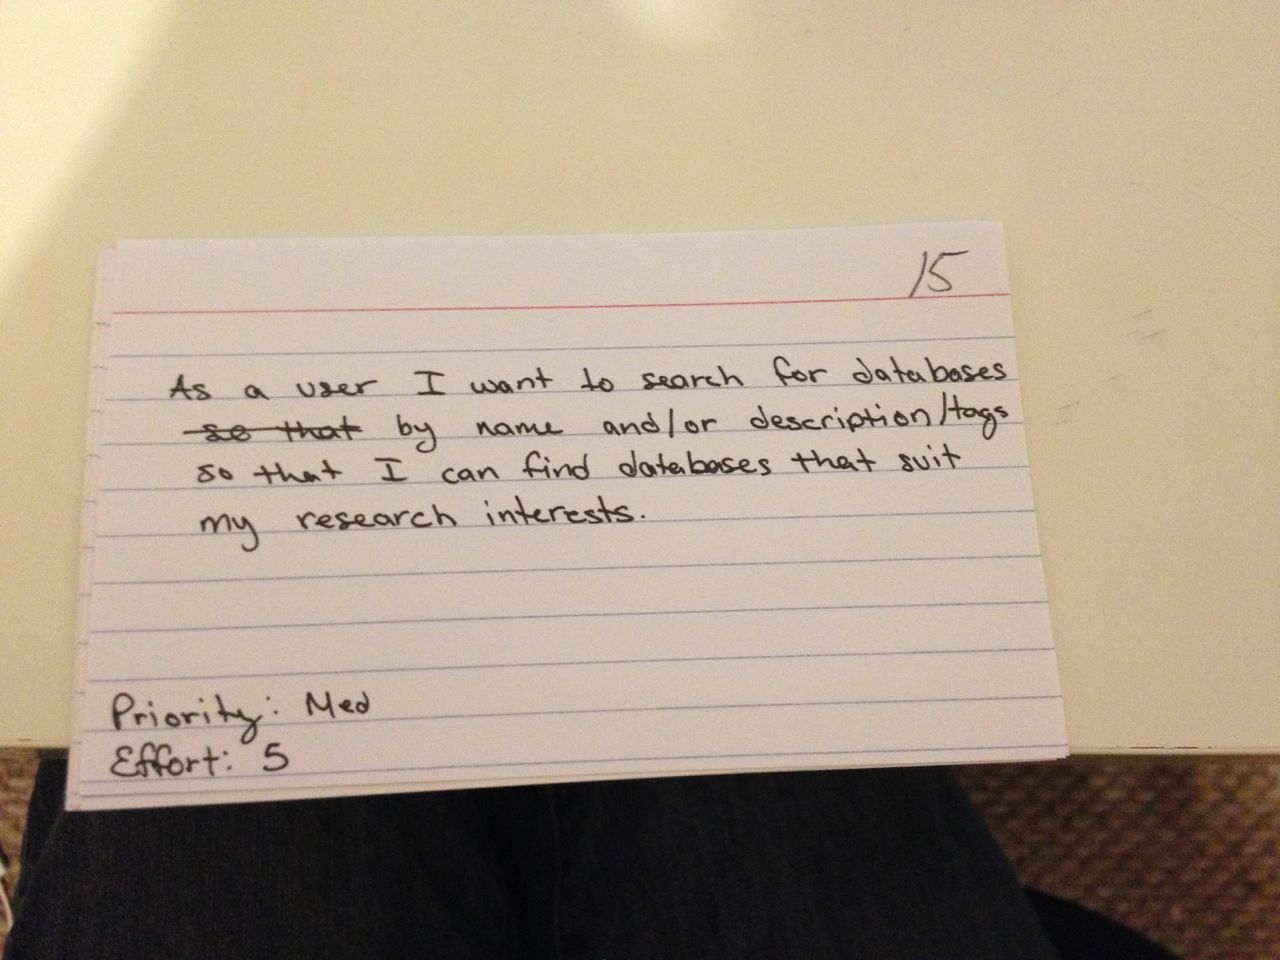 15
As a user I want to search for databases
so that by name and/or description/tags
so that I can find databases that suit
my research interests.
Priority: Med
Effort: 5